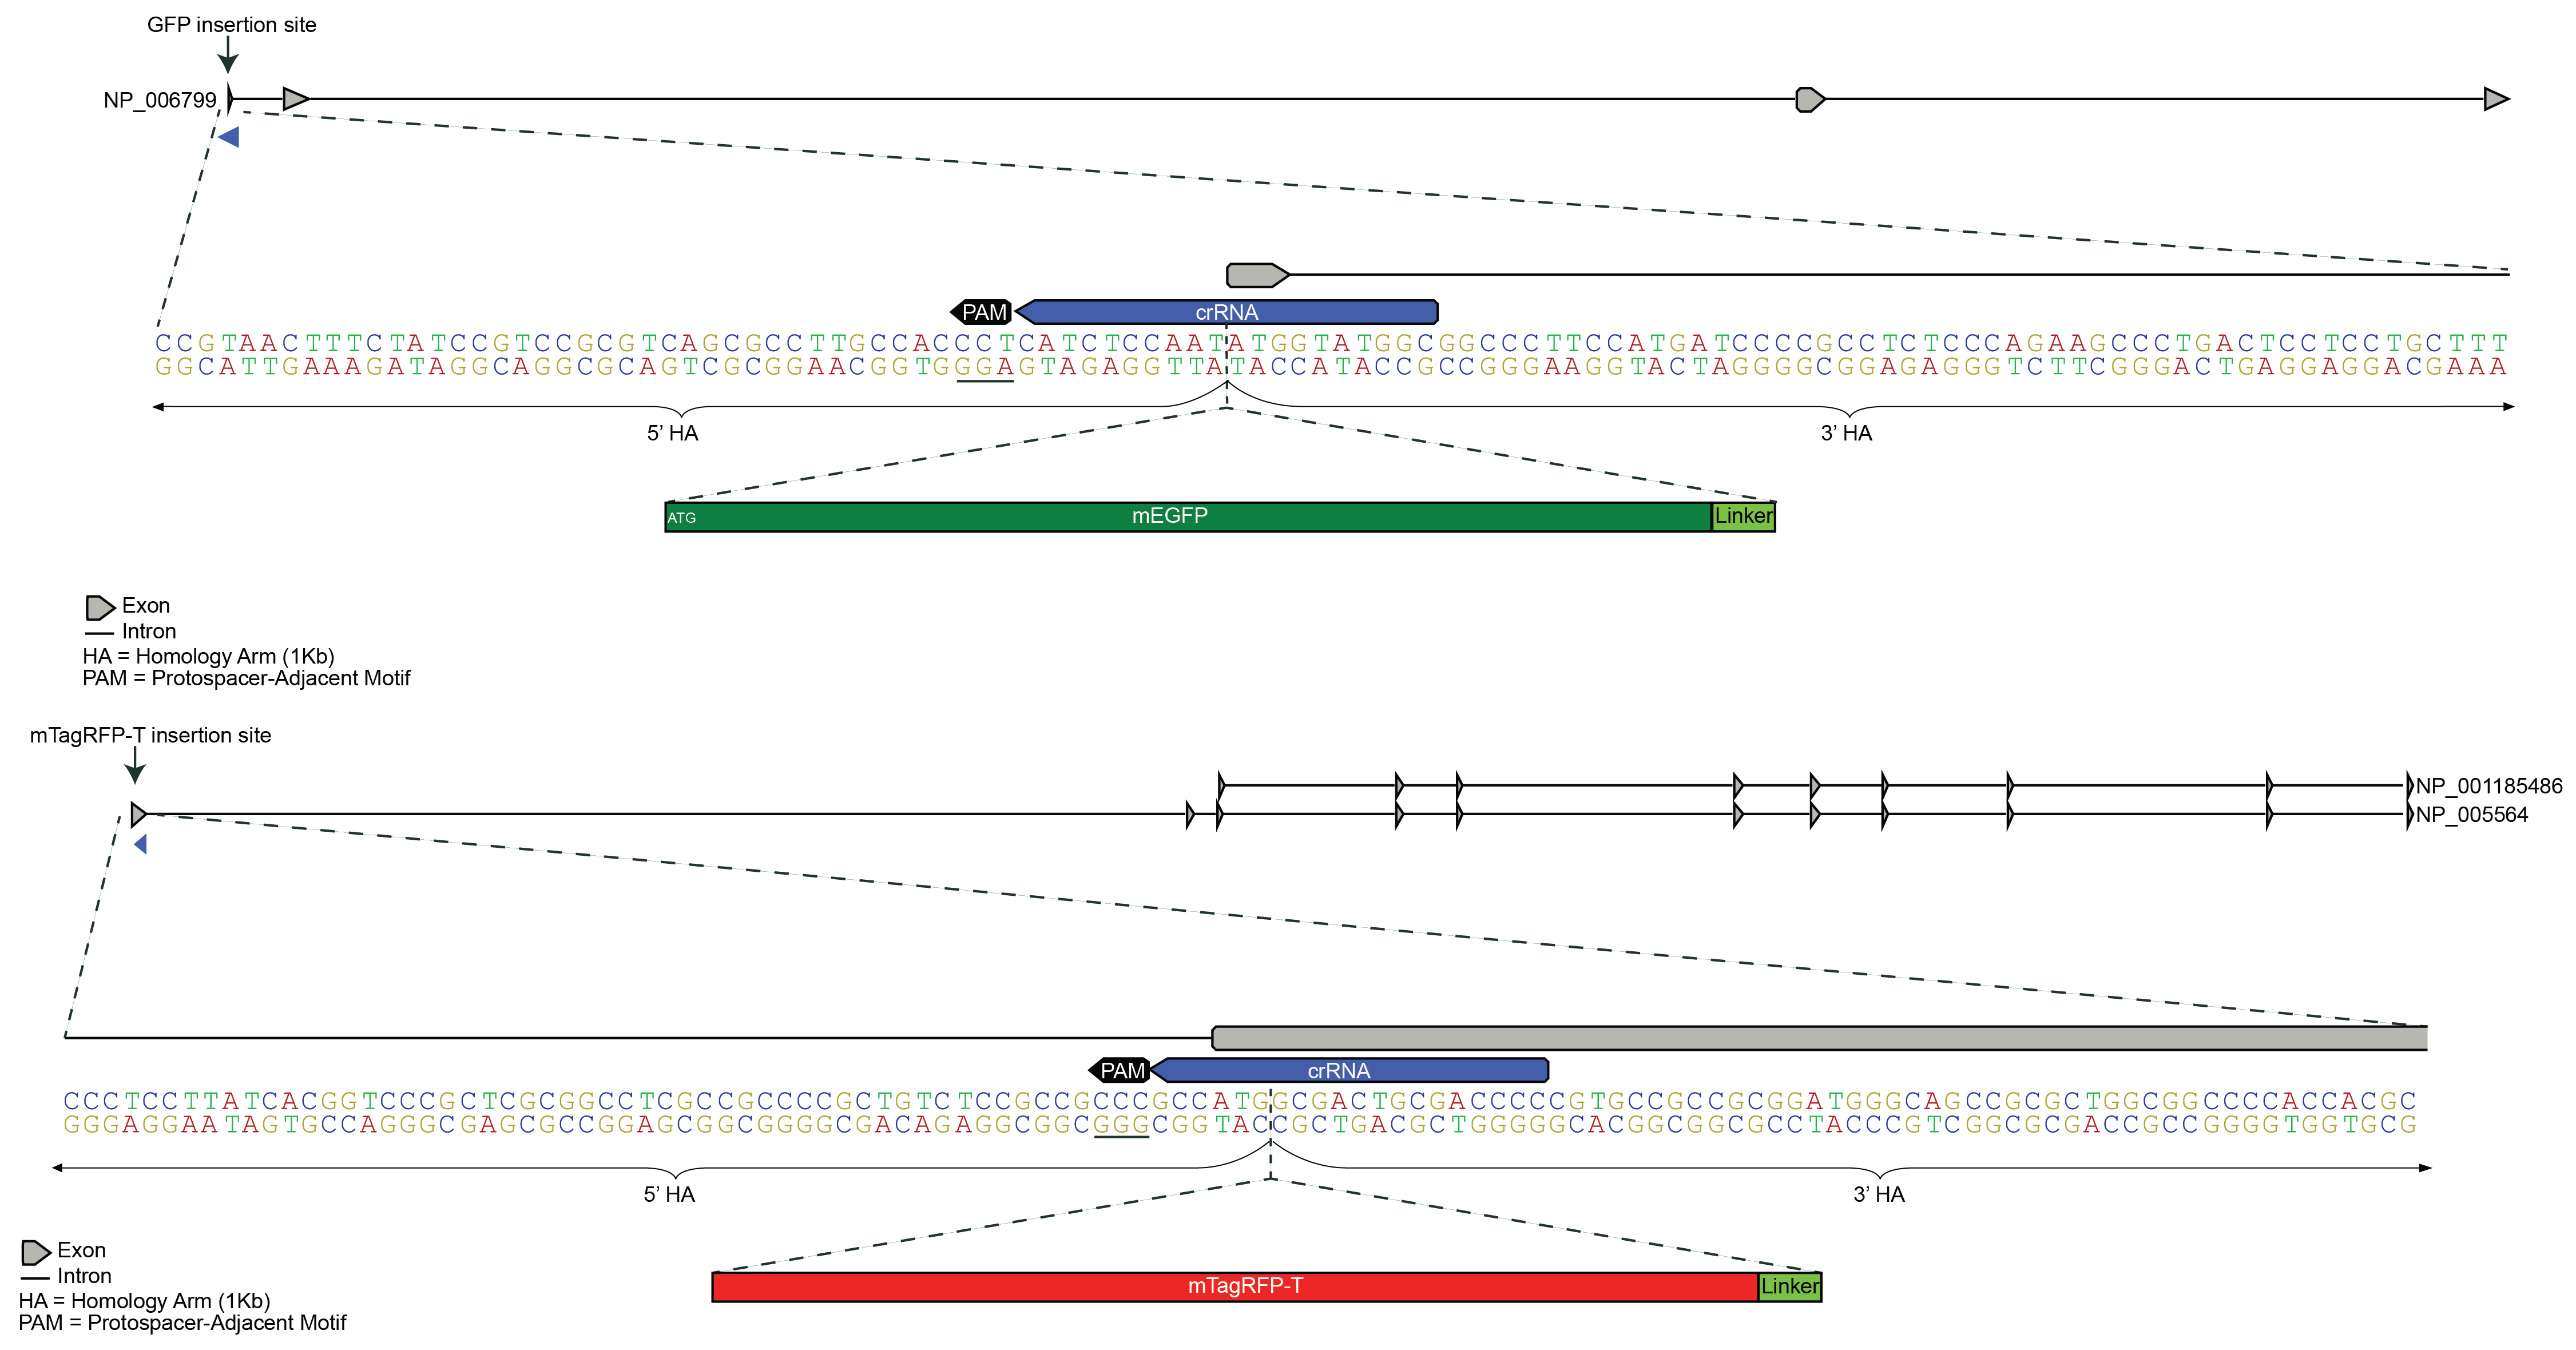 GFP insertion site
NP_006799
PAM
crRNA
CCGTAACTTTCTATCCGTCCGCGTCAGCGCCTTGCCACCCTCATCTCCAATATGGTATGGCGGCCCTTCCATGATCCCCGCCTCTCCCAGAAGCCCTGACTCCTCCTGCTTT
GGCATTGAAAGATAGGCAGGCGCAGTCGCGGAACGGTGGGAGTAGAGGTTATACCATACCGCCGGGAAGGTACTAGGGGCGGAGAGGGTCTTCGGGACTGAGGAGGACGAAA
5’ HA
3’ HA
ATG
mEGFP
Linker
Exon
Intron
HA = Homology Arm (1Kb)
PAM = Protospacer-Adjacent Motif
mTagRFP-T insertion site
NP_001185486
NP_005564
PAM
crRNA
CCCTCCTTATCACGGTCCCGCTCGCGGCCTCGCCGCCCCGCTGTCTCCGCCGCCCGCCATGGCGACTGCGACCCCCGTGCCGCCGCGGATGGGCAGCCGCGCTGGCGGCCCCACCACGC
GGGAGGAATAGTGCCAGGGCGAGCGCCGGAGCGGCGGGGCGACAGAGGCGGCGGGCGGTACCGCTGACGCTGGGGGCACGGCGGCGCCTACCCGTCGGCGCGACCGCCGGGGTGGTGCG
5’ HA
3’ HA
mTagRFP-T
Linker
Exon
Intron
HA = Homology Arm (1Kb)
PAM = Protospacer-Adjacent Motif